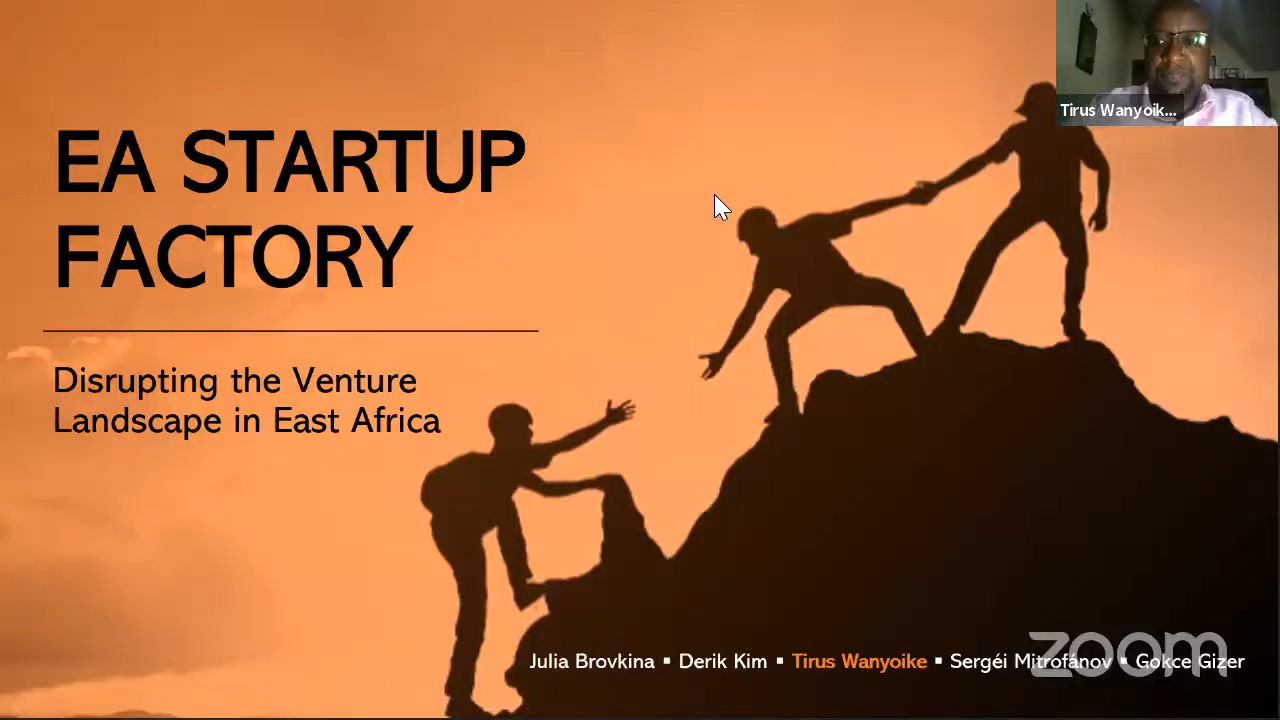 Tirus Wanyoik...
EA STARTUP
FACTORY
Disrupting the Venture
Landscape in East Africa
Julia Brovkina ▪ Derik Kim ▪ Tirus Wanyoike ▪ Sergéi Mitrofánov ▪ Gokce Gizer
zoom